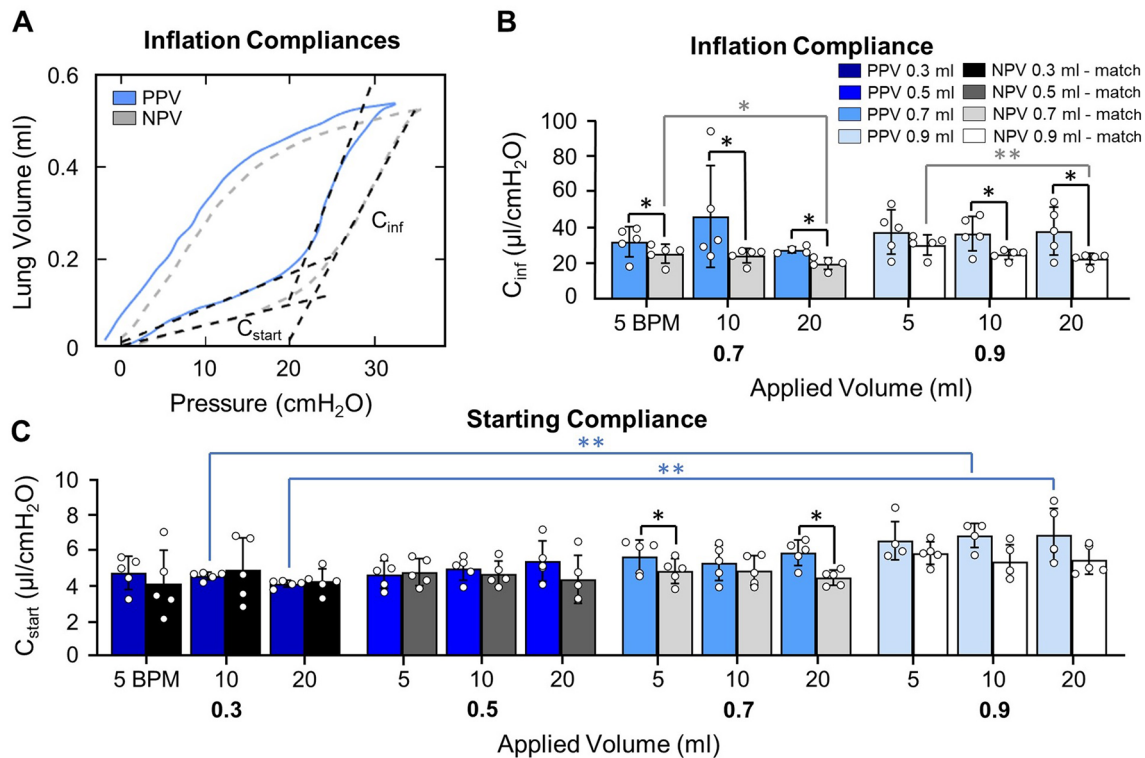 A
Inflation Compliances
PPV
NPV
Lung Volume (ml)
0.6
0.4
0.2
0
C_inf
C_start
0 10 20 30
Pressure (cmH₂O)
B
Inflation Compliance
PPV 0.3 ml NPV 0.3 ml - match
PPV 0.5 ml NPV 0.5 ml - match
PPV 0.7 ml NPV 0.7 ml - match
PPV 0.9 ml NPV 0.9 ml - match
C_inf (µl/cmH₂O)
100
80
60
40
20
0
* **
* * * * *
5 BPM 10 20 5 10 20
0.7 0.9
Applied Volume (ml)
C
Starting Compliance
**
**
* *
C_start (µl/cmH₂O)
10
8
6
4
2
0
5 BPM 10 20 5 10 20 5 10 20 5 10 20
0.3 0.5 0.7 0.9
Applied Volume (ml)